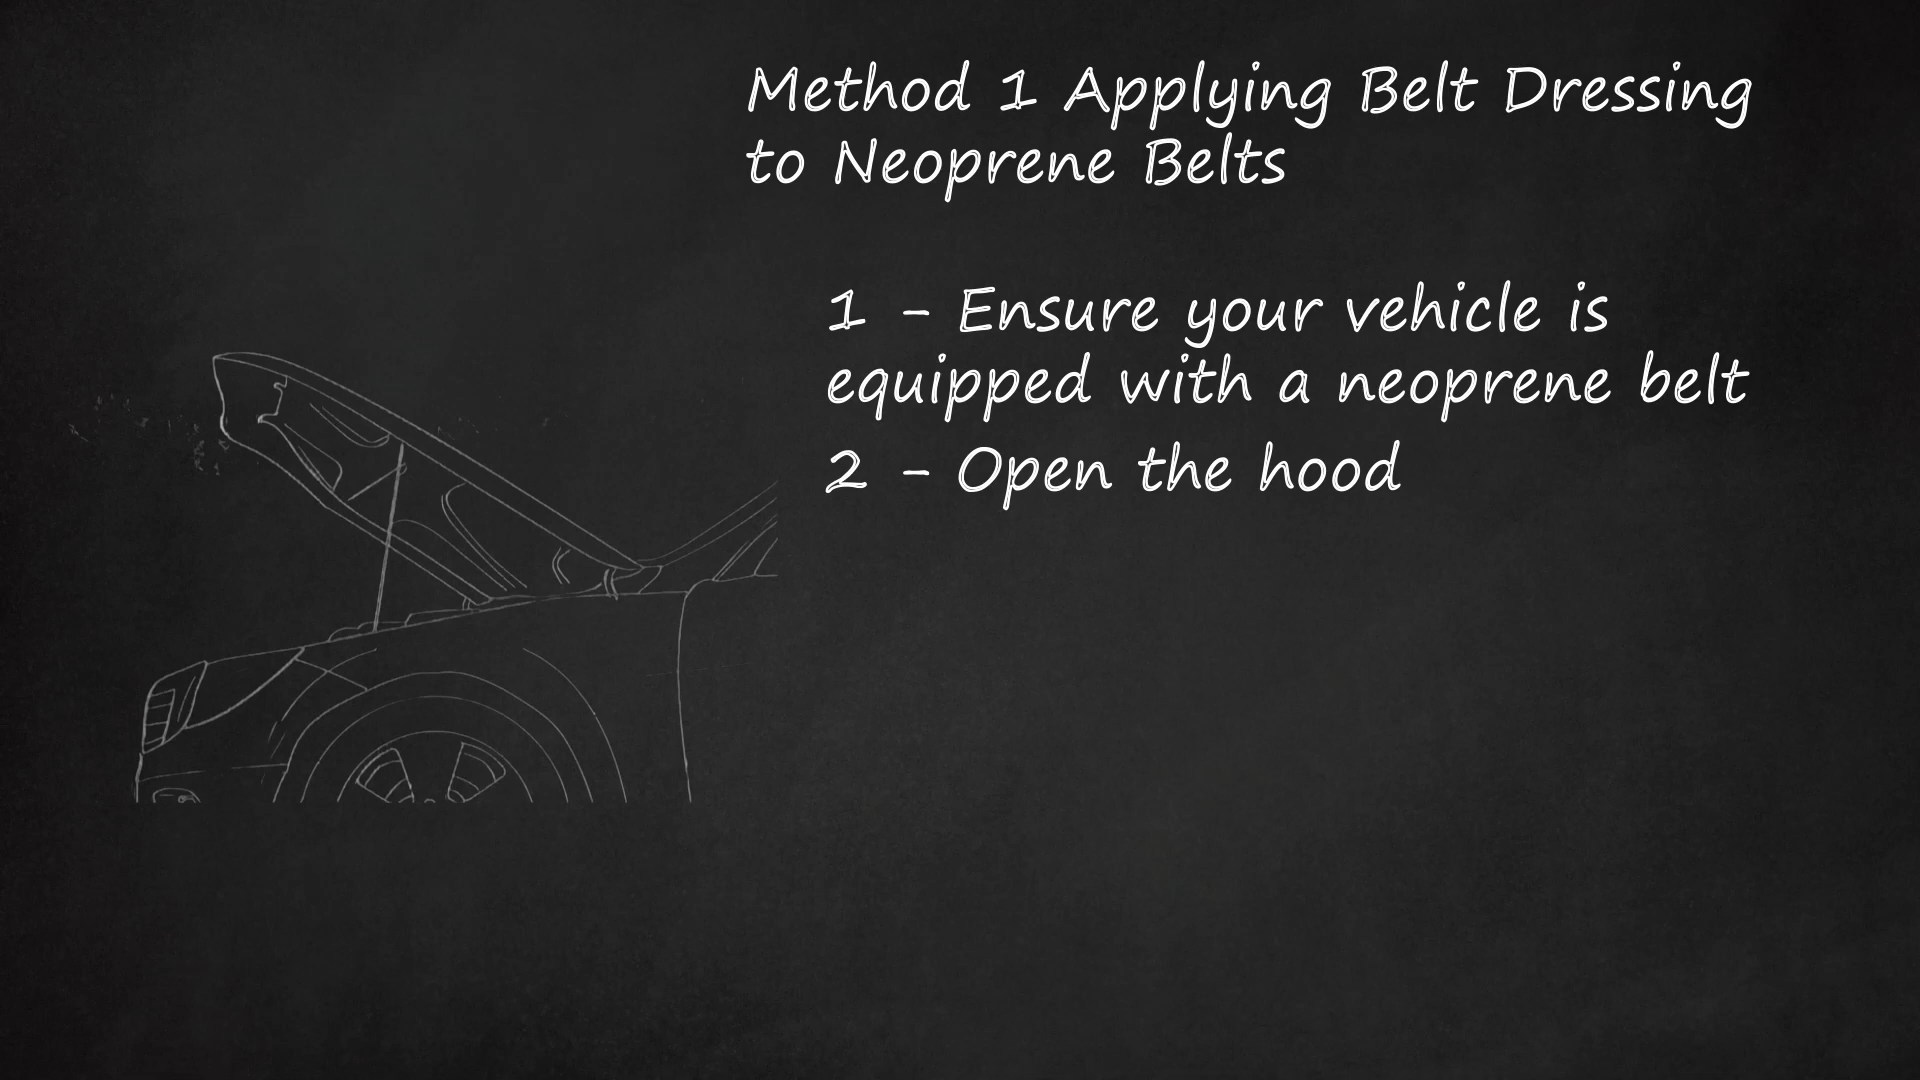 Method 1 Applying Belt Dressing
to Neoprene Belts
1 - Ensure your vehicle is
equipped with a neoprene belt
2 - Open the hood